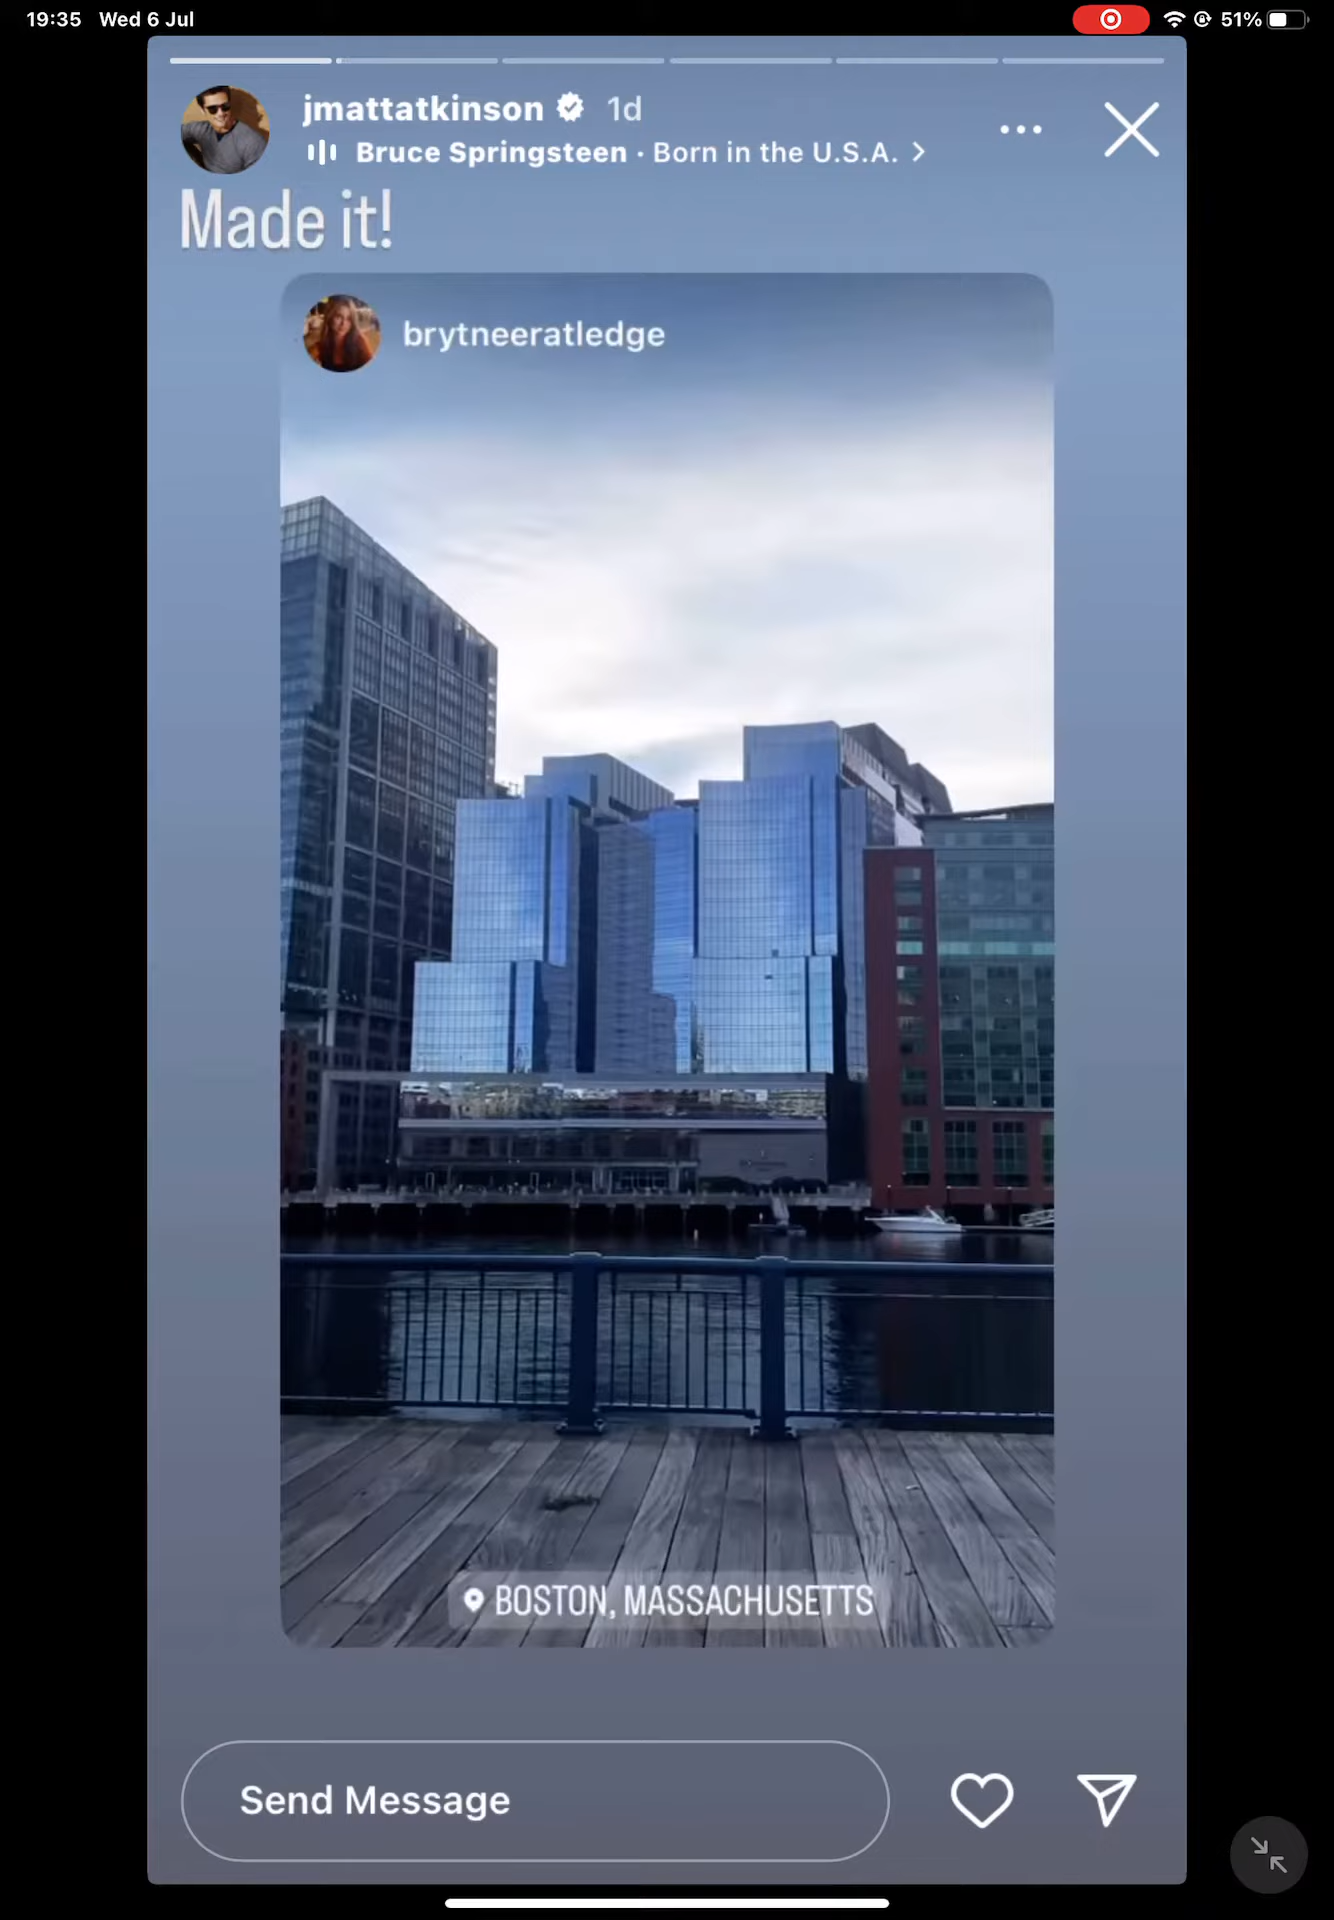 19:35 Wed 6 Jul
51%
jmattatkinson 1d
Bruce Springsteen · Born in the U.S.A.
Made it!
brytneeratledge
BOSTON, MASSACHUSETTS
Send Message